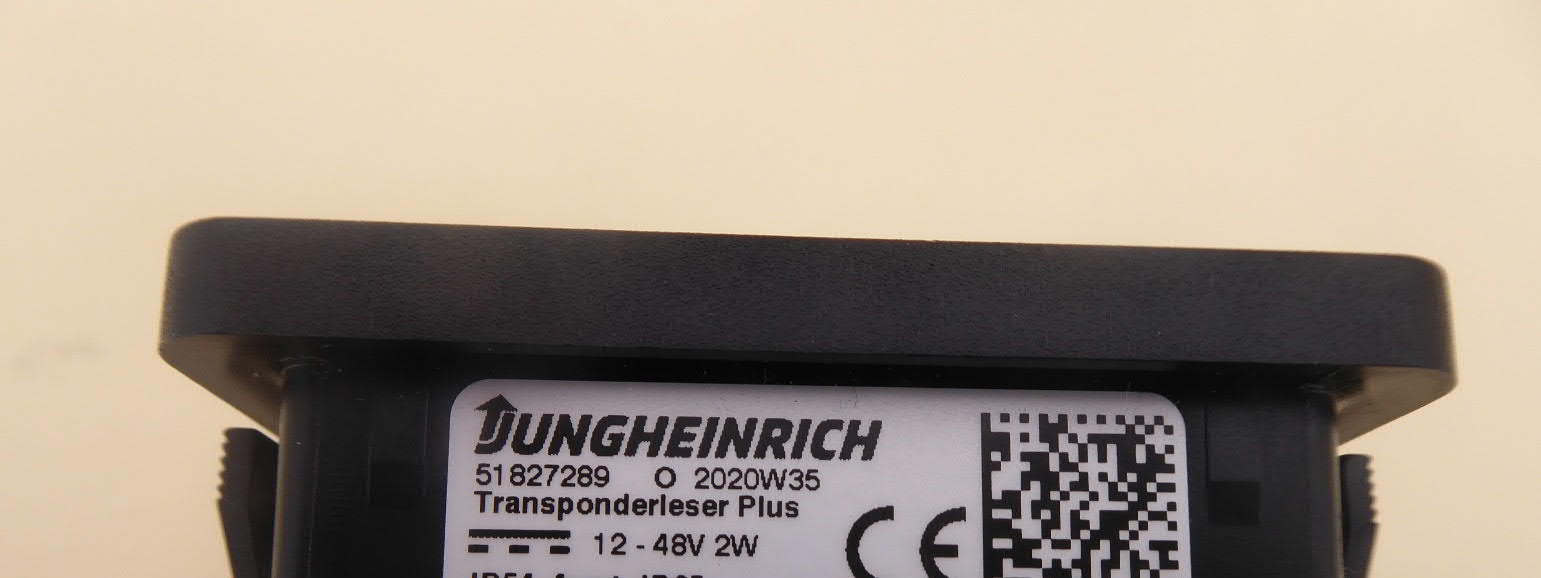 JUNGHEINRICH
51827289 O 2020W35
Transponderleser Plus
12 - 48V 2W
CE